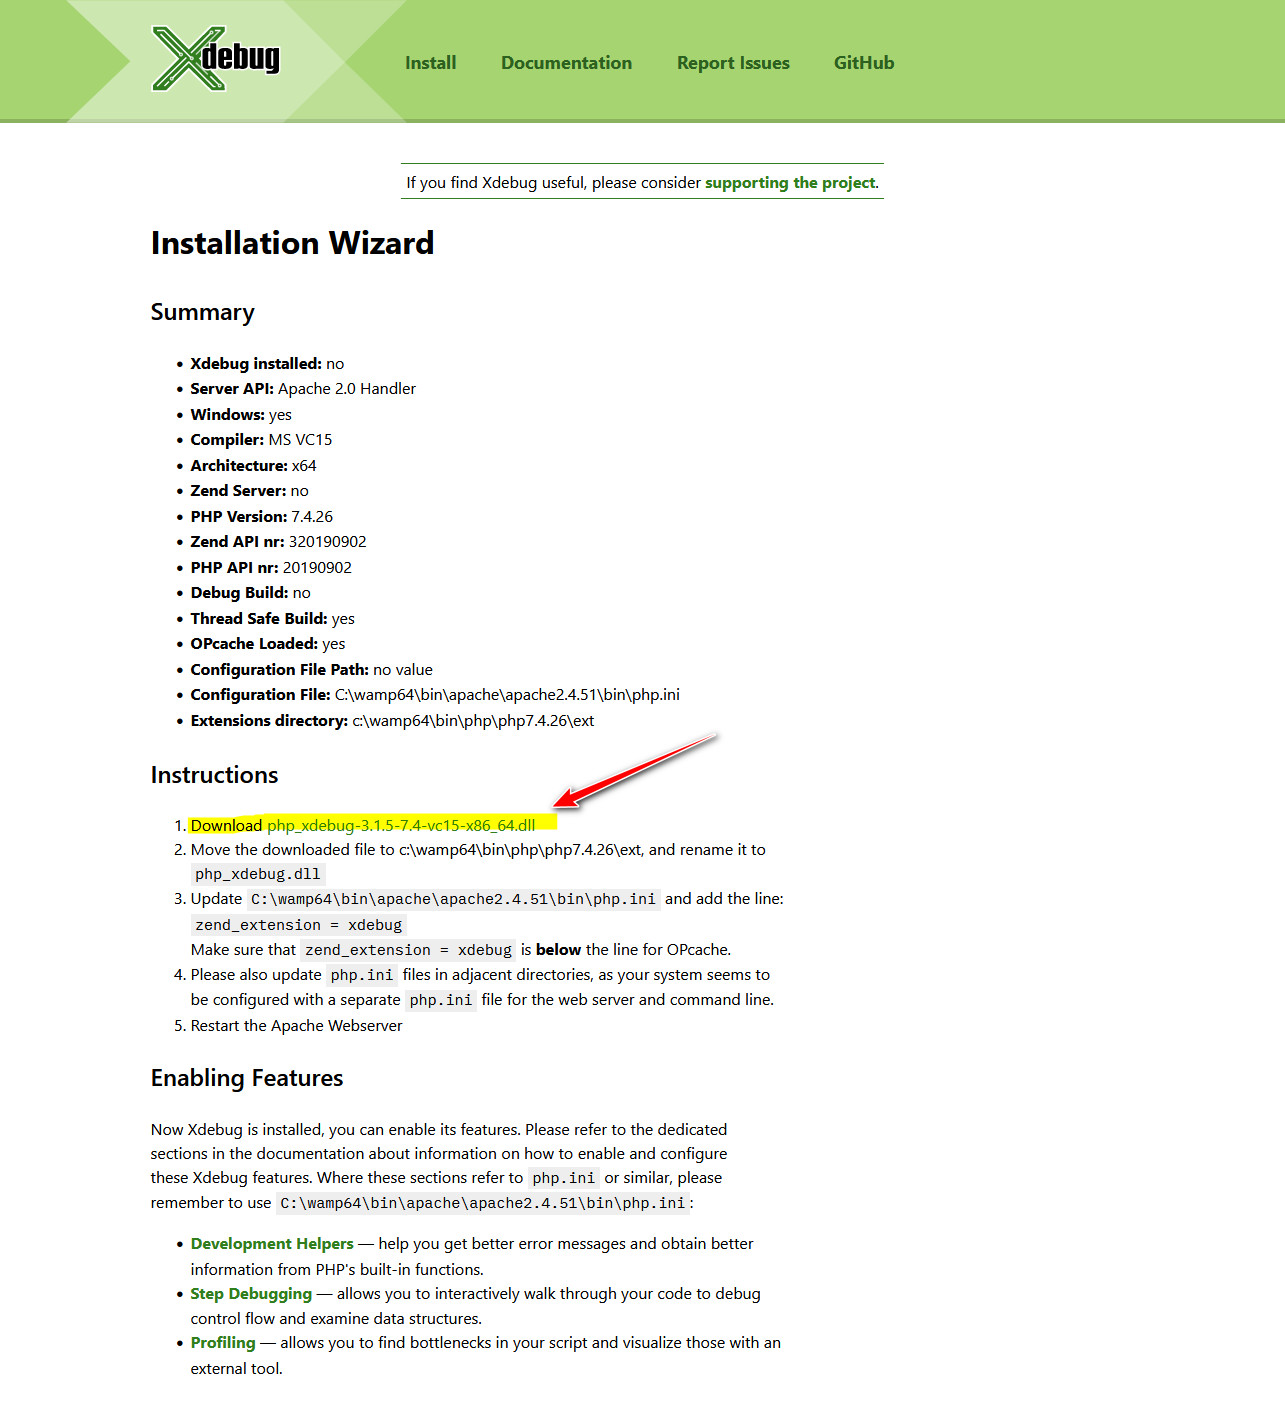 Xdebug
Install Documentation Report Issues GitHub
If you find Xdebug useful, please consider supporting the project.
Installation Wizard
Summary
• Xdebug installed: no
• Server API: Apache 2.0 Handler
• Windows: yes
• Compiler: MS VC15
• Architecture: x64
• Zend Server: no
• PHP Version: 7.4.26
• Zend API nr: 320190902
• PHP API nr: 20190902
• Debug Build: no
• Thread Safe Build: yes
• OPcache Loaded: yes
• Configuration File Path: no value
• Configuration File: C:\wamp64\bin\apache\apache2.4.51\bin\php.ini
• Extensions directory: c:\wamp64\bin\php\php7.4.26\ext
Instructions
1. Download php_xdebug-3.1.5-7.4-vc15-x86_64.dll
2. Move the downloaded file to c:\wamp64\bin\php\php7.4.26\ext, and rename it to
php_xdebug.dll
3. Update C:\wamp64\bin\apache\apache2.4.51\bin\php.ini and add the line:
zend_extension = xdebug
Make sure that zend_extension = xdebug is below the line for OPcache.
4. Please also update php.ini files in adjacent directories, as your system seems to
be configured with a separate php.ini file for the web server and command line.
5. Restart the Apache Webserver
Enabling Features
Now Xdebug is installed, you can enable its features. Please refer to the dedicated
sections in the documentation about information on how to enable and configure
these Xdebug features. Where these sections refer to php.ini or similar, please
remember to use C:\wamp64\bin\apache\apache2.4.51\bin\php.ini:
• Development Helpers — help you get better error messages and obtain better
information from PHP's built-in functions.
• Step Debugging — allows you to interactively walk through your code to debug
control flow and examine data structures.
• Profiling — allows you to find bottlenecks in your script and visualize those with an
external tool.